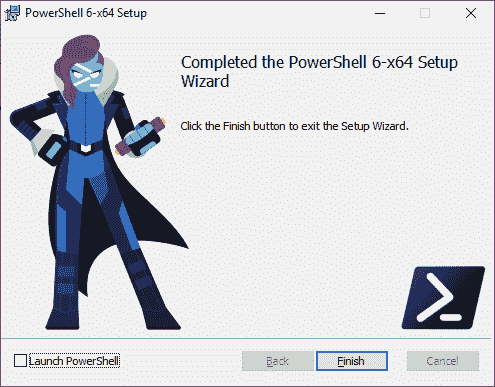 PowerShell 6-x64 Setup
Completed the PowerShell 6-x64 Setup
Wizard
Click the Finish button to exit the Setup Wizard.
Launch PowerShell
Back
Finish
Cancel